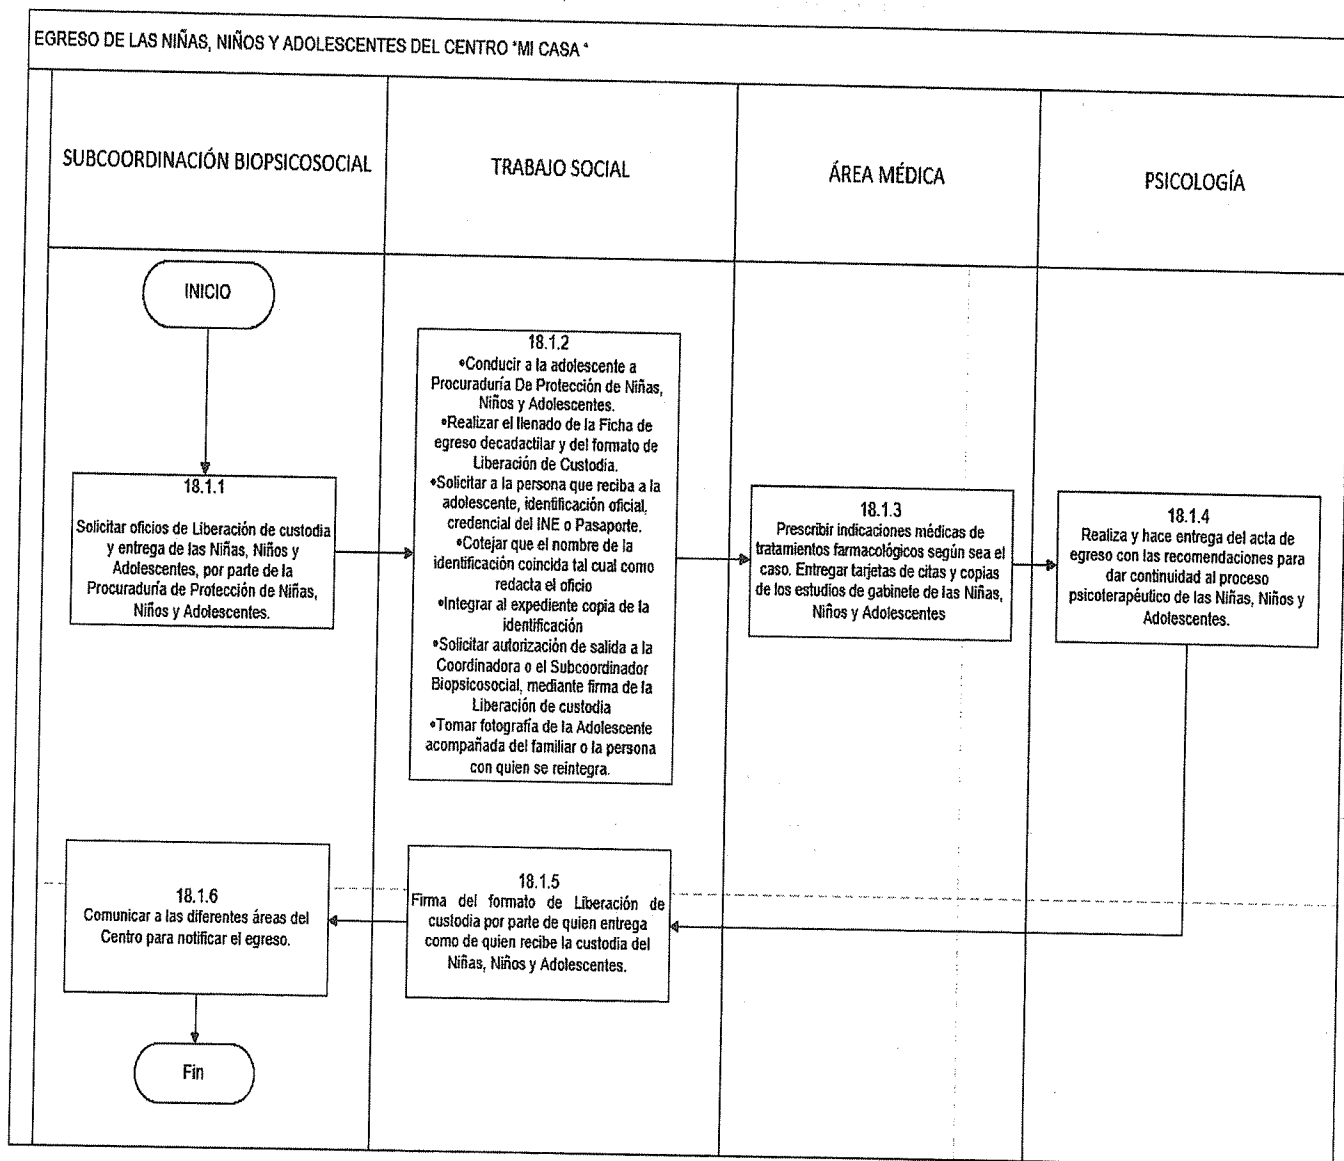 EGRESO DE LAS NIÑAS, NIÑOS Y ADOLESCENTES DEL CENTRO "MI CASA "
SUBCOORDINACIÓN BIOPSICOSOCIAL
TRABAJO SOCIAL
ÁREA MÉDICA
PSICOLOGÍA
INICIO
18.1.1
Solicitar oficios de Liberación de custodia
y entrega de las Niñas, Niños y
Adolescentes, por parte de la
Procuraduría de Protección de Niñas,
Niños y Adolescentes.
18.1.2
•Conducir a la adolescente a
Procuraduría De Protección de Niñas,
Niños y Adolescentes.
•Realizar el llenado de la Ficha de
egreso decadactilar y del formato de
Liberación de Custodia.
•Solicitar a la persona que reciba a la
adolescente, identificación oficial,
credencial del INE o Pasaporte.
•Cotejar que el nombre de la
identificación coincida tal cual como
redacta el oficio
•Integrar al expediente copia de la
identificación
•Solicitar autorización de salida a la
Coordinadora o el Subcoordinador
Biopsicosocial, mediante firma de la
Liberación de custodia
•Tomar fotografía de la Adolescente
acompañada del familiar o la persona
con quien se reintegra.
18.1.3
Prescribir indicaciones médicas de
tratamientos farmacológicos según sea el
caso. Entregar tarjetas de citas y copias
de los estudios de gabinete de las Niñas,
Niños y Adolescentes
18.1.4
Realiza y hace entrega del acta de
egreso con las recomendaciones para
dar continuidad al proceso
psicoterapéutico de las Niñas, Niños y
Adolescentes.
18.1.5
Firma del formato de Liberación de
custodia por parte de quien entrega
como de quien recibe la custodia del
Niñas, Niños y Adolescentes.
18.1.6
Comunicar a las diferentes áreas del
Centro para notificar el egreso.
Fin